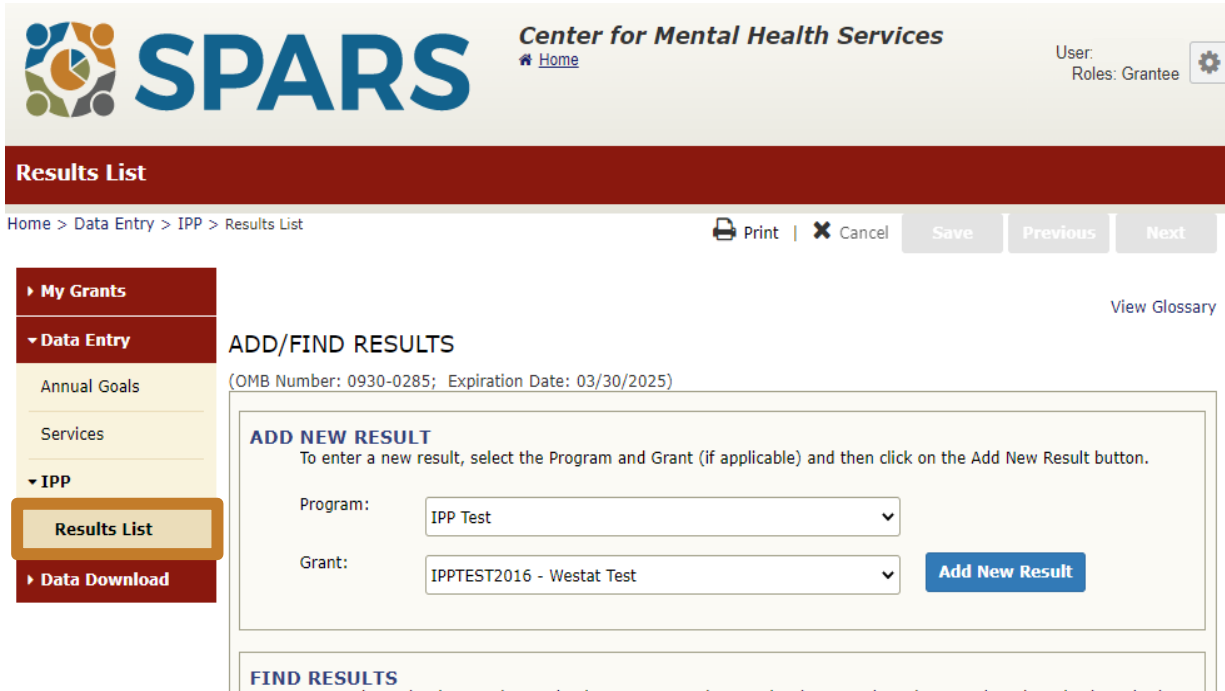 SPARS
Center for Mental Health Services
Home
User:
Roles: Grantee
Results List
Home > Data Entry > IPP > Results List
Print | Cancel Save Previous Next
My Grants
View Glossary
Data Entry
ADD/FIND RESULTS
Annual Goals
(OMB Number: 0930-0285; Expiration Date: 03/30/2025)
Services
ADD NEW RESULT
To enter a new result, select the Program and Grant (if applicable) and then click on the Add New Result button.
IPP
Program:
IPP Test
Results List
Grant:
IPPTEST2016 - Westat Test
Add New Result
Data Download
FIND RESULTS